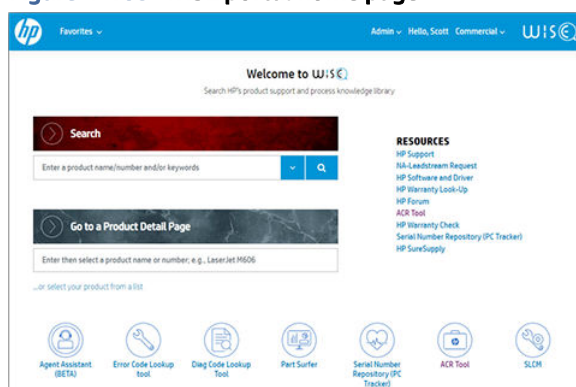 hp
Favorites
Admin
Hello, Scott
Commercial
WISE
Welcome to WISE
Search HP's product support and process knowledge library
Search
Enter a product name/number and/or keywords
Go to a Product Detail Page
Enter then select a product name or number; e.g., LaserJet M606
...or select your product from a list
RESOURCES
HP Support
NA-Leadstream Request
HP Software and Driver
HP Warranty Look-Up
HP Forum
ACR Tool
HP Warranty Check
Serial Number Repository (PC Tracker)
HP SureSupply
Agent Assistant
(BETA)
Error Code Lookup
tool
Diag Code Lookup
Tool
Part Surfer
Serial Number
Repository (PC
Tracker)
ACR Tool
SLCM